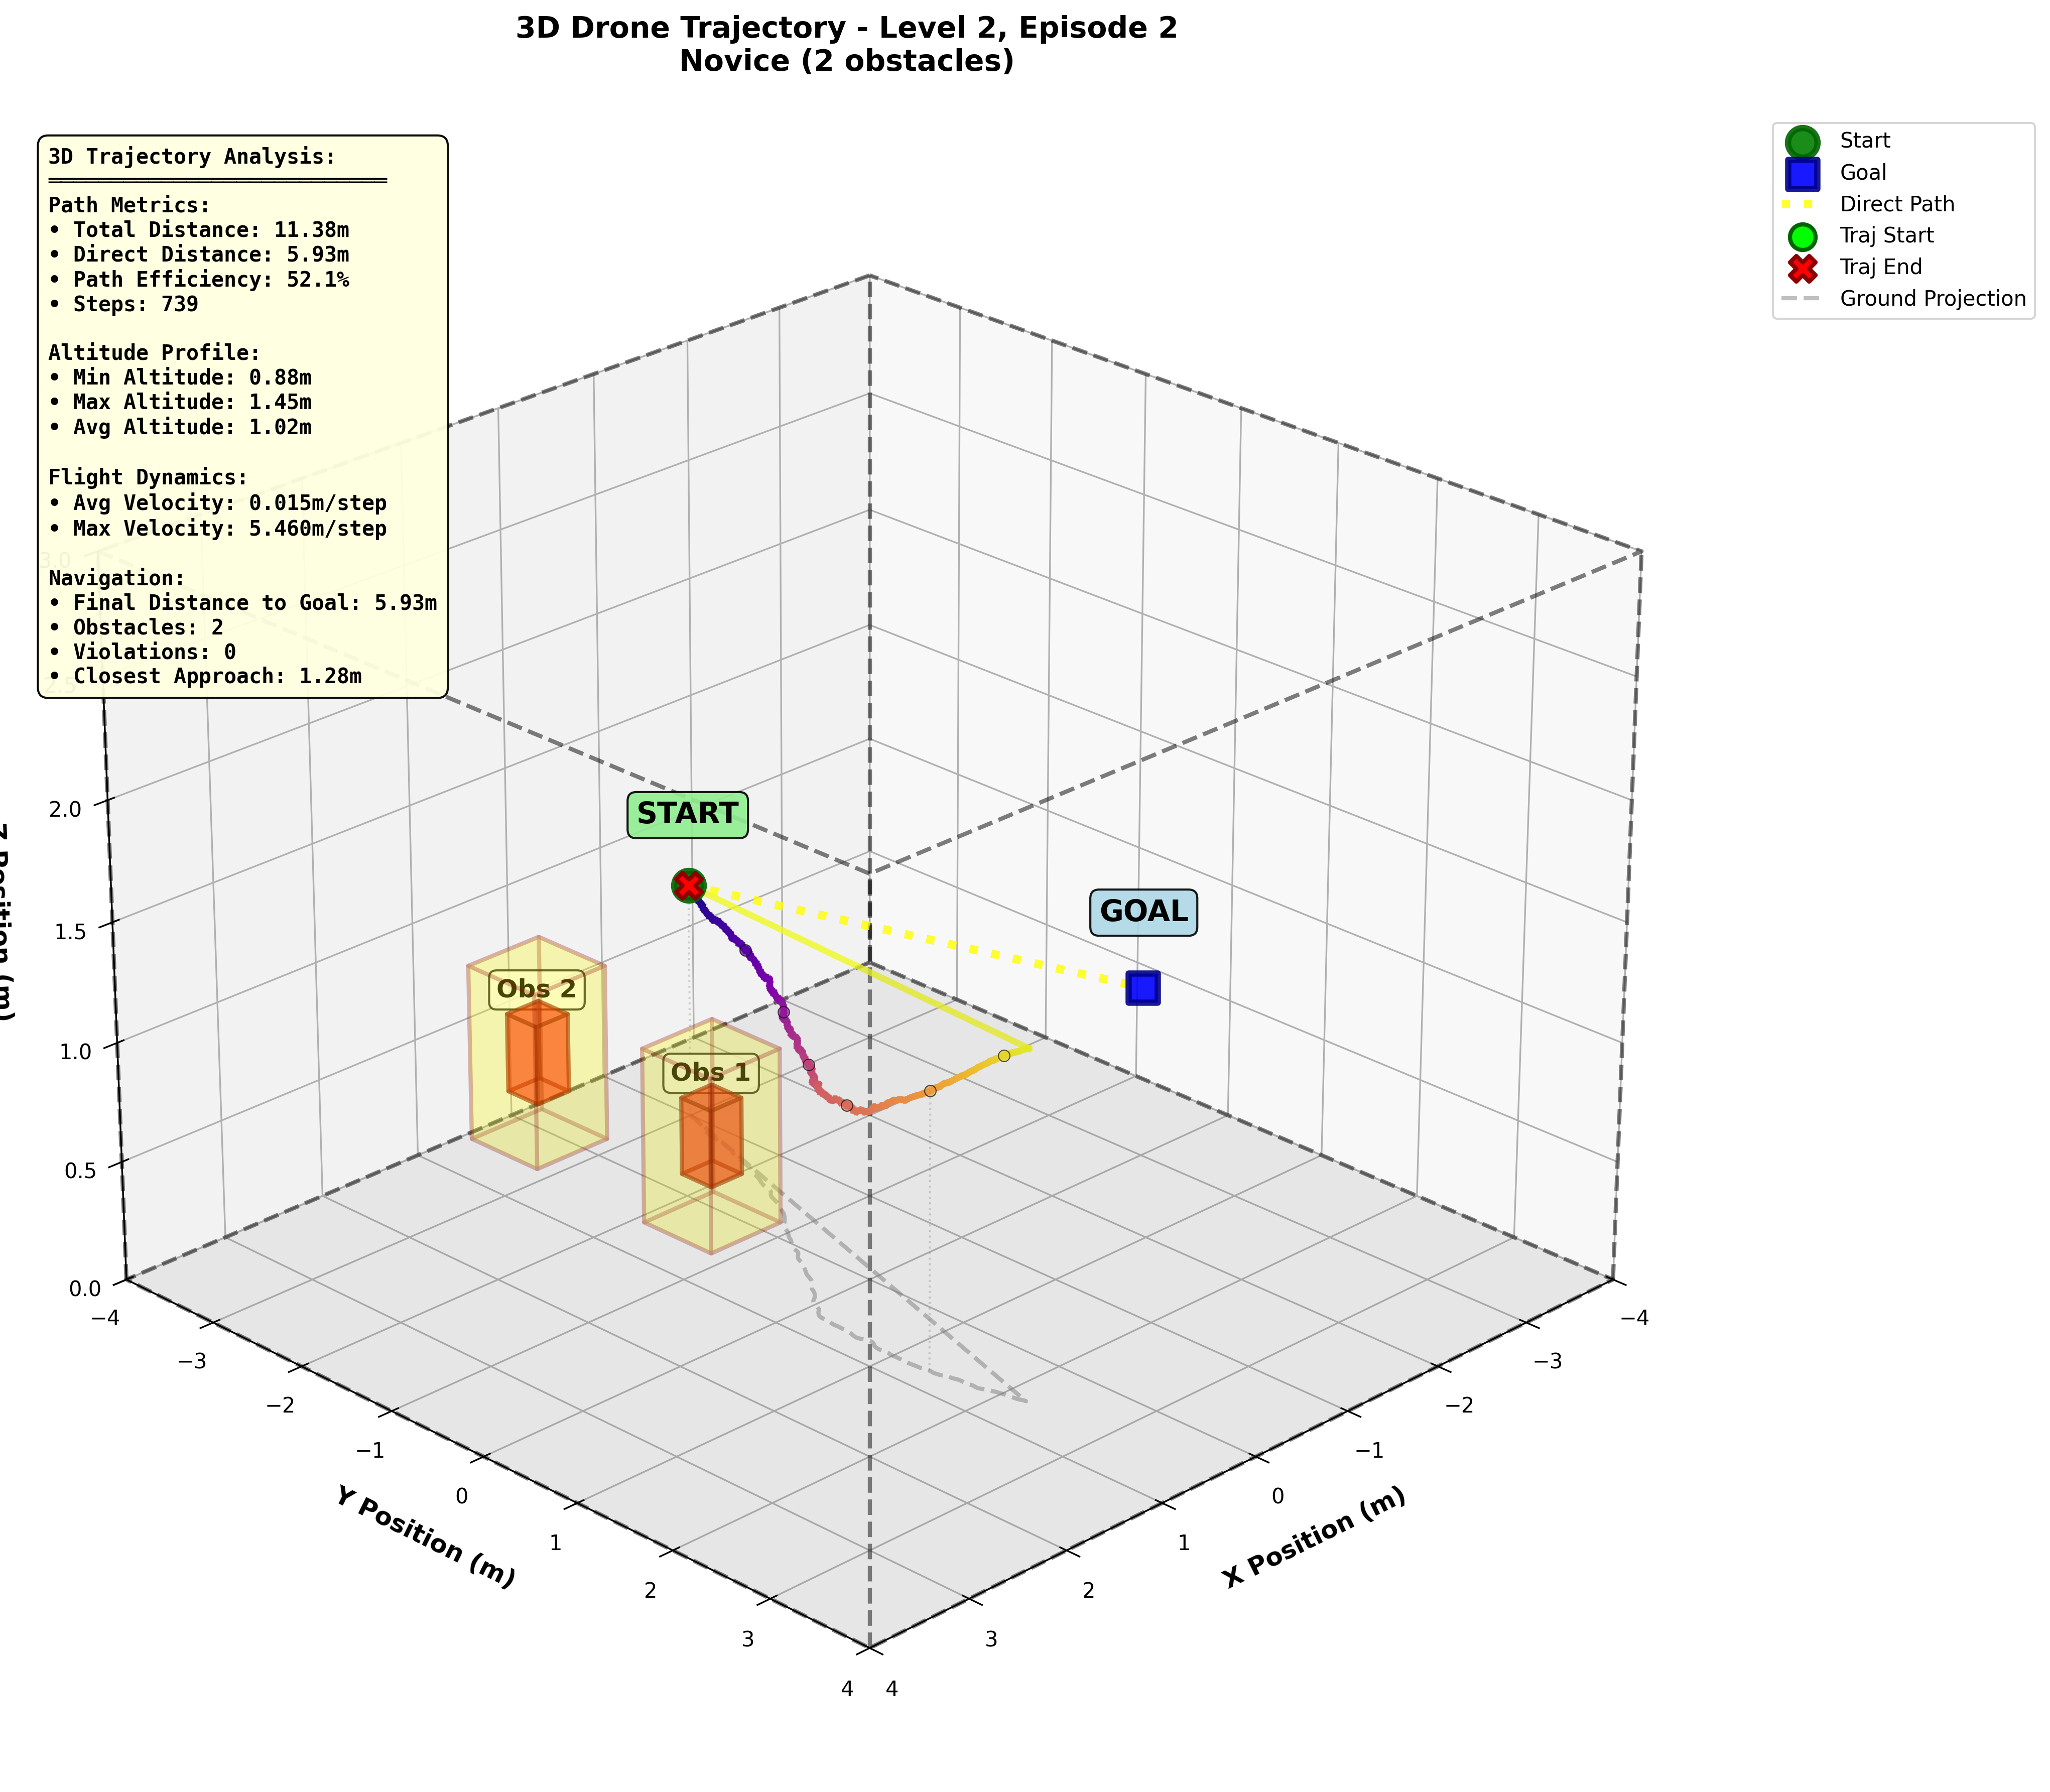 3D Drone Trajectory - Level 2, Episode 2
Novice (2 obstacles)
3D Trajectory Analysis:
Path Metrics:
• Total Distance: 11.38m
• Direct Distance: 5.93m
• Path Efficiency: 52.1%
• Steps: 739
Altitude Profile:
• Min Altitude: 0.88m
• Max Altitude: 1.45m
• Avg Altitude: 1.02m
Flight Dynamics:
• Avg Velocity: 0.015m/step
• Max Velocity: 5.460m/step
Navigation:
• Final Distance to Goal: 5.93m
• Obstacles: 2
• Violations: 0
• Closest Approach: 1.28m
Start
Goal
Direct Path
Traj Start
Traj End
Ground Projection
START
GOAL
Obs 2
Obs 1
3.0
2.5
2.0
1.5
1.0
0.5
0.0
Z Position (m)
−4
−3
−2
−1
0
1
2
3
4
Y Position (m)
4
3
2
1
0
−1
−2
−3
−4
X Position (m)